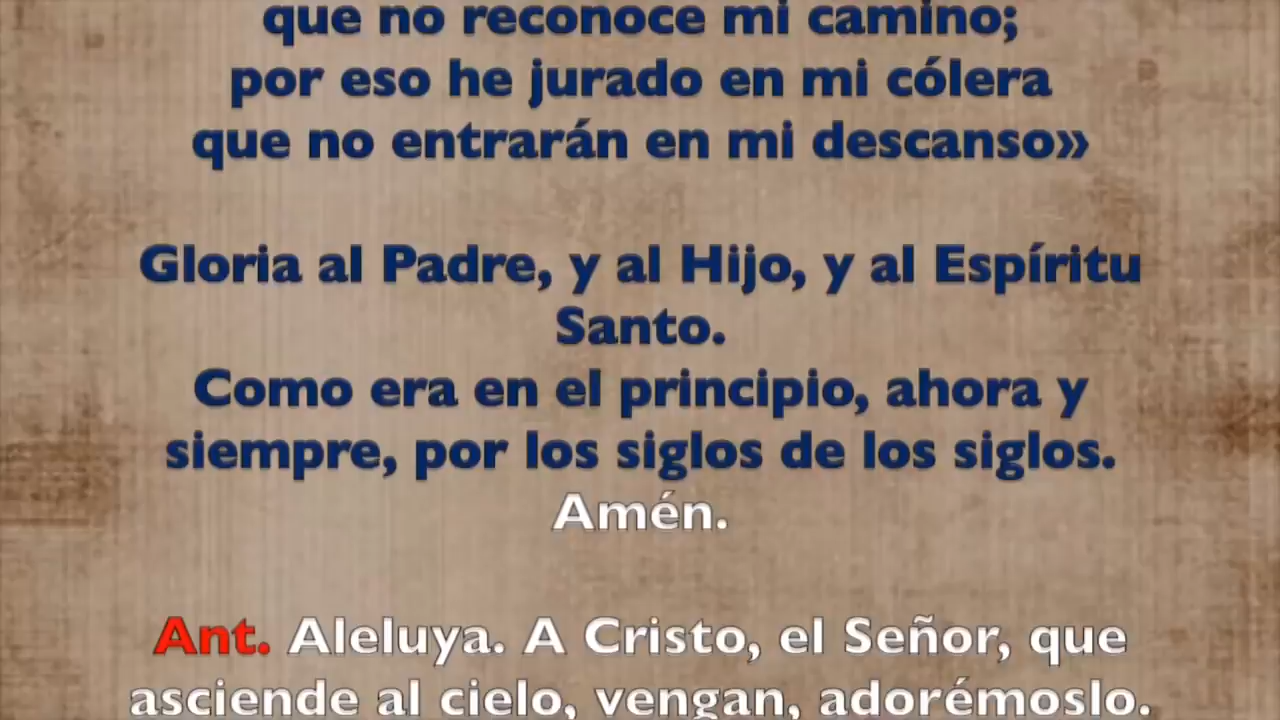 que no reconoce mi camino;
por eso he jurado en mi cólera
que no entrarán en mi descanso»
Gloria al Padre, y al Hijo, y al Espíritu
Santo.
Como era en el principio, ahora y
siempre, por los siglos de los siglos.
Amén.
Ant. Aleluya. A Cristo, el Señor, que
asciende al cielo, vengan, adorémoslo.